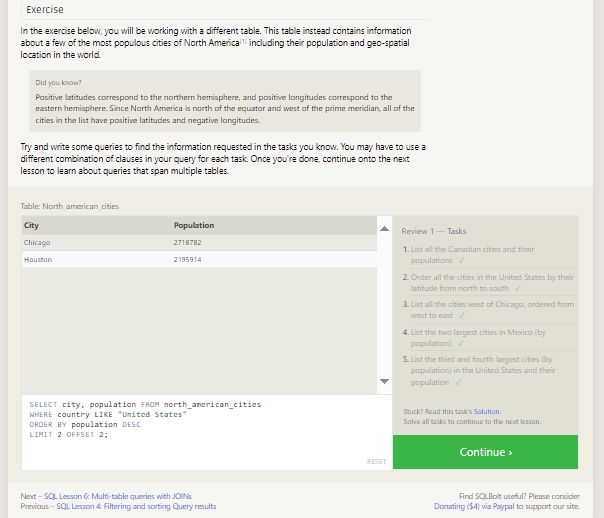 Exercise
In the exercise below, you will be working with a different table. This table instead contains information
about a few of the most populous cities of North America[1] including their population and geo-spatial
location in the world.
Did you know?
Positive latitudes correspond to the northern hemisphere, and positive longitudes correspond to the
eastern hemisphere. Since North America is north of the equator and west of the prime meridian, all of the
cities in the list have positive latitudes and negative longitudes.
Try and write some queries to find the information requested in the tasks you know. You may have to use a
different combination of clauses in your query for each task. Once you're done, continue onto the next
lesson to learn about queries that span multiple tables.
Table: North_american_cities
City Population
Chicago 2718782
Houston 2195914
SELECT city, population FROM north_american_cities
WHERE country LIKE "United States"
ORDER BY population DESC
LIMIT 2 OFFSET 2;
RESET
Review 1 — Tasks
1. List all the Canadian cities and their
populations ✓
2. Order all the cities in the United States by their
latitude from north to south ✓
3. List all the cities west of Chicago, ordered from
west to east ✓
4. List the two largest cities in Mexico (by
population) ✓
5. List the third and fourth largest cities (by
population) in the United States and their
population ✓
Stuck? Read this task's Solution.
Solve all tasks to continue to the next lesson.
Continue ›
Next – SQL Lesson 6: Multi-table queries with JOINs
Previous – SQL Lesson 4: Filtering and sorting Query results
Find SQLBolt useful? Please consider
Donating ($4) via Paypal to support our site.